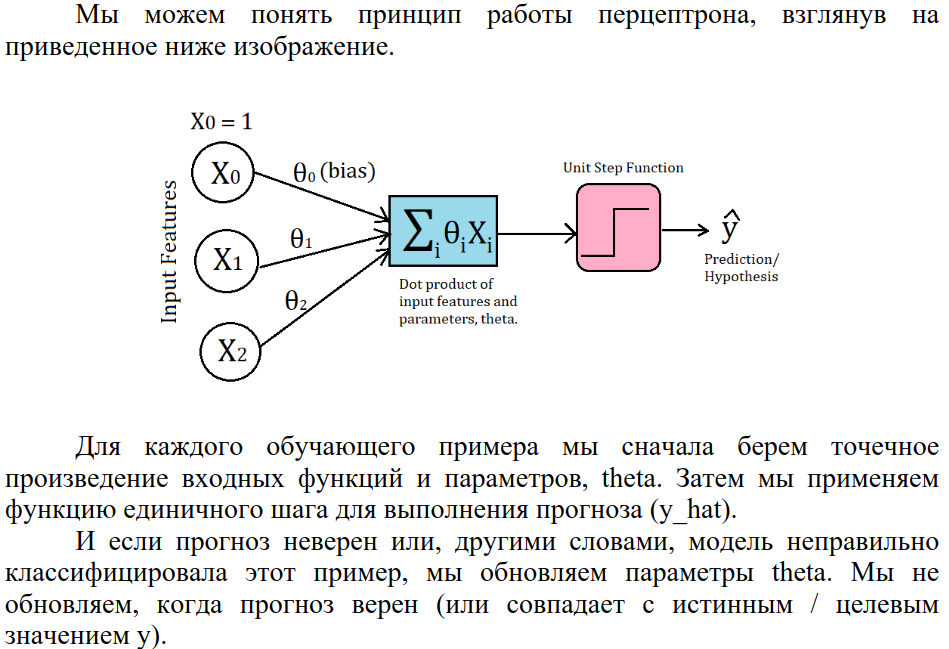 Мы можем понять принцип работы перцептрона, взглянув на
приведенное ниже изображение.
X0 = 1
X0
θ0 (bias)
Unit Step Function
Input Features
X1
θ1
∑i θiXi
ŷ
Prediction/
Hypothesis
Dot product of
input features and
parameters, theta.
θ2
X2
Для каждого обучающего примера мы сначала берем точечное
произведение входных функций и параметров, theta. Затем мы применяем
функцию единичного шага для выполнения прогноза (y_hat).
И если прогноз неверен или, другими словами, модель неправильно
классифицировала этот пример, мы обновляем параметры theta. Мы не
обновляем, когда прогноз верен (или совпадает с истинным / целевым
значением y).